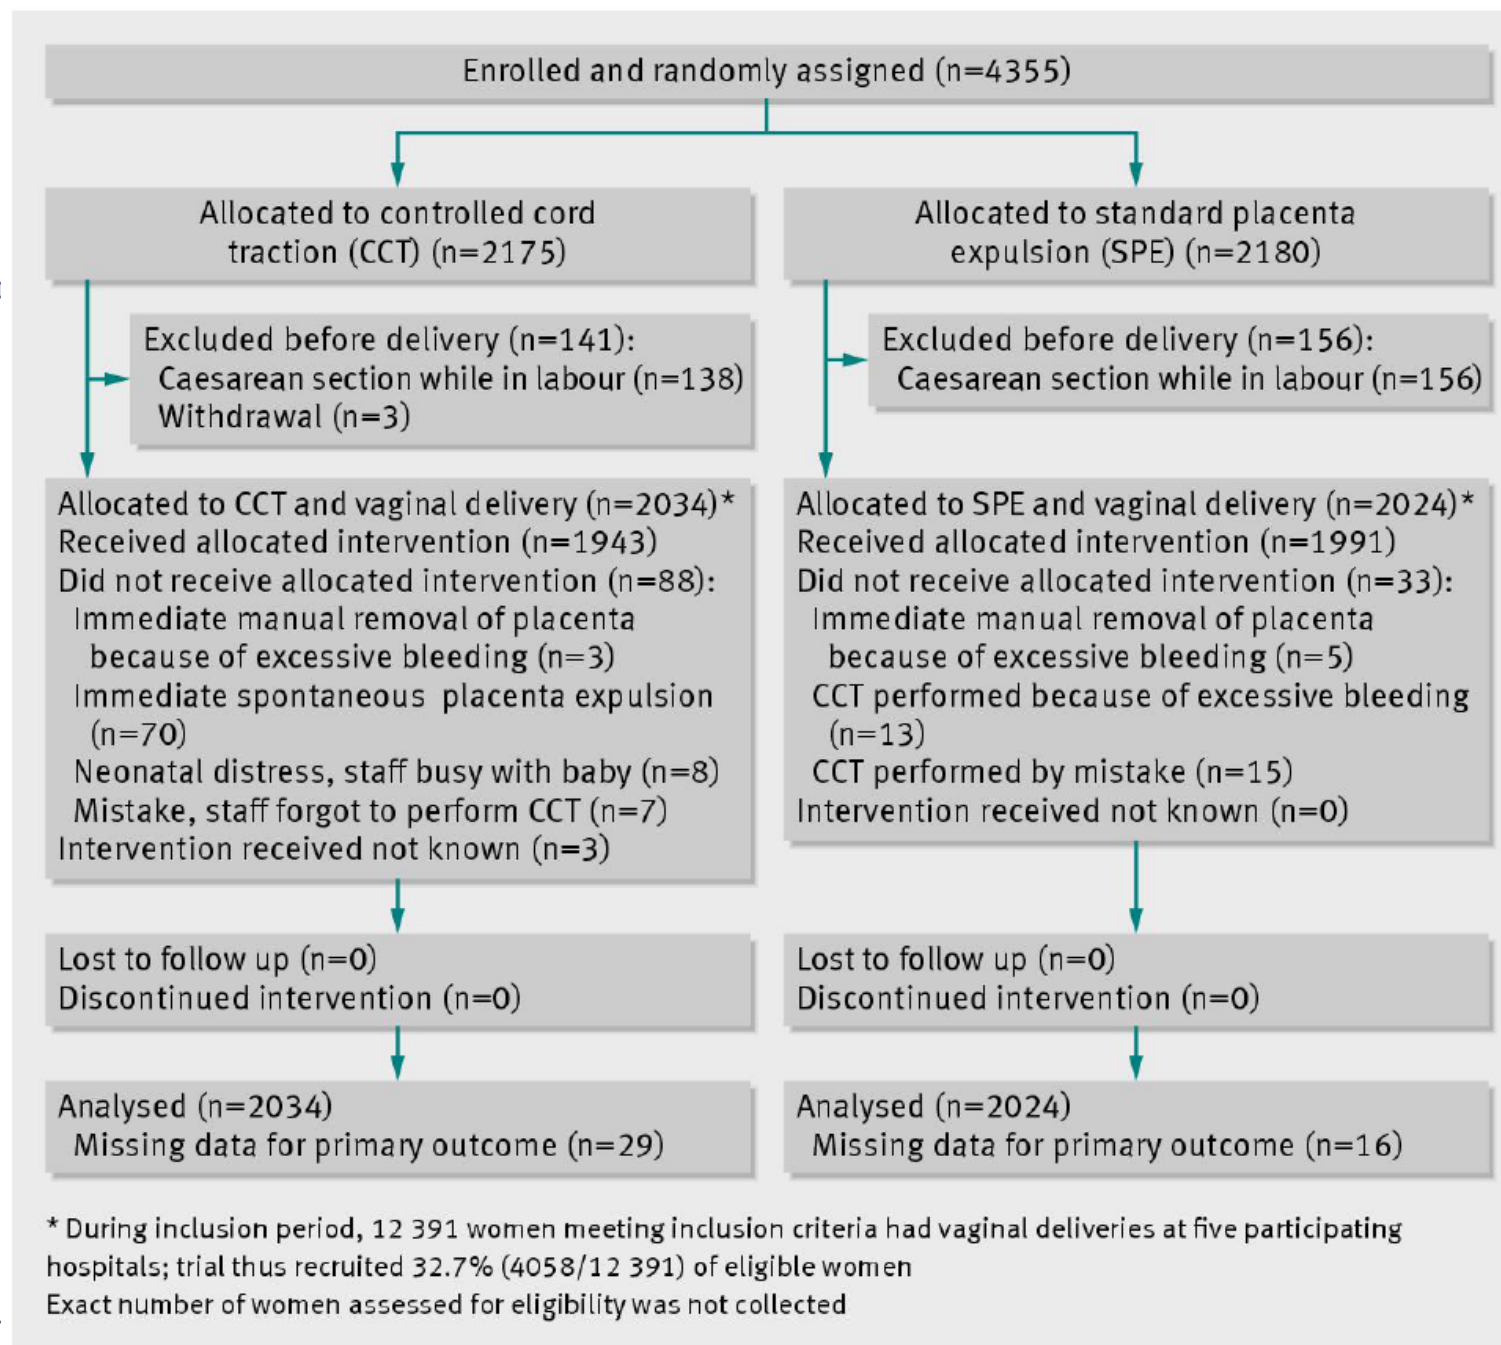 Enrolled and randomly assigned (n=4355)
Allocated to controlled cord
traction (CCT) (n=2175)
Excluded before delivery (n=141):
Caesarean section while in labour (n=138)
Withdrawal (n=3)
Allocated to CCT and vaginal delivery (n=2034)*
Received allocated intervention (n=1943)
Did not receive allocated intervention (n=88):
Immediate manual removal of placenta
because of excessive bleeding (n=3)
Immediate spontaneous placenta expulsion
(n=70)
Neonatal distress, staff busy with baby (n=8)
Mistake, staff forgot to perform CCT (n=7)
Intervention received not known (n=3)
Lost to follow up (n=0)
Discontinued intervention (n=0)
Analysed (n=2034)
Missing data for primary outcome (n=29)
Allocated to standard placenta
expulsion (SPE) (n=2180)
Excluded before delivery (n=156):
Caesarean section while in labour (n=156)
Allocated to SPE and vaginal delivery (n=2024)*
Received allocated intervention (n=1991)
Did not receive allocated intervention (n=33):
Immediate manual removal of placenta
because of excessive bleeding (n=5)
CCT performed because of excessive bleeding
(n=13)
CCT performed by mistake (n=15)
Intervention received not known (n=0)
Lost to follow up (n=0)
Discontinued intervention (n=0)
Analysed (n=2024)
Missing data for primary outcome (n=16)
* During inclusion period, 12 391 women meeting inclusion criteria had vaginal deliveries at five participating
hospitals; trial thus recruited 32.7% (4058/12 391) of eligible women
Exact number of women assessed for eligibility was not collected